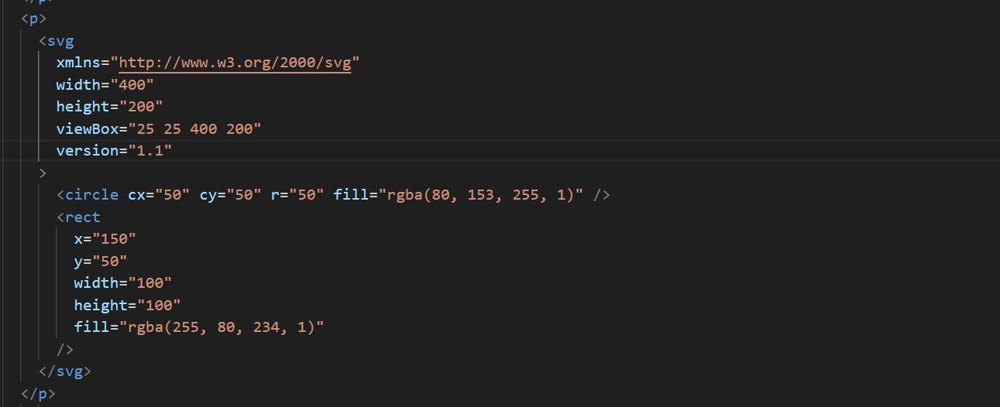 </p>
<p>
<svg
xmlns="http://www.w3.org/2000/svg"
width="400"
height="200"
viewBox="25 25 400 200"
version="1.1"
>
<circle cx="50" cy="50" r="50" fill="rgba(80, 153, 255, 1)" />
<rect
x="150"
y="50"
width="100"
height="100"
fill="rgba(255, 80, 234, 1)"
/>
</svg>
</p>